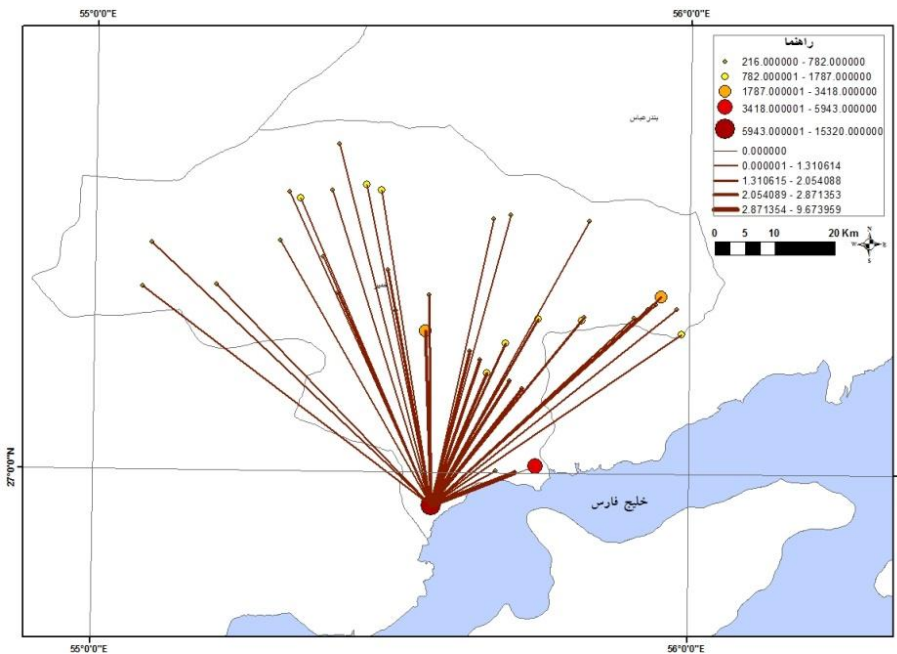 55°0'0"E
56°0'0"E
راهنما
216.000000 - 782.000000
782.000001 - 1787.000000
1787.000001 - 3418.000000
3418.000001 - 5943.000000
5943.000001 - 15320.000000
0.000000
0.000001 - 1.310614
1.310615 - 2.054088
2.054089 - 2.871353
2.871354 - 9.673959
0 5 10 20 Km
N
W E
S
بندرعباس
27°0'0"N
خلیج فارس
55°0'0"E
56°0'0"E